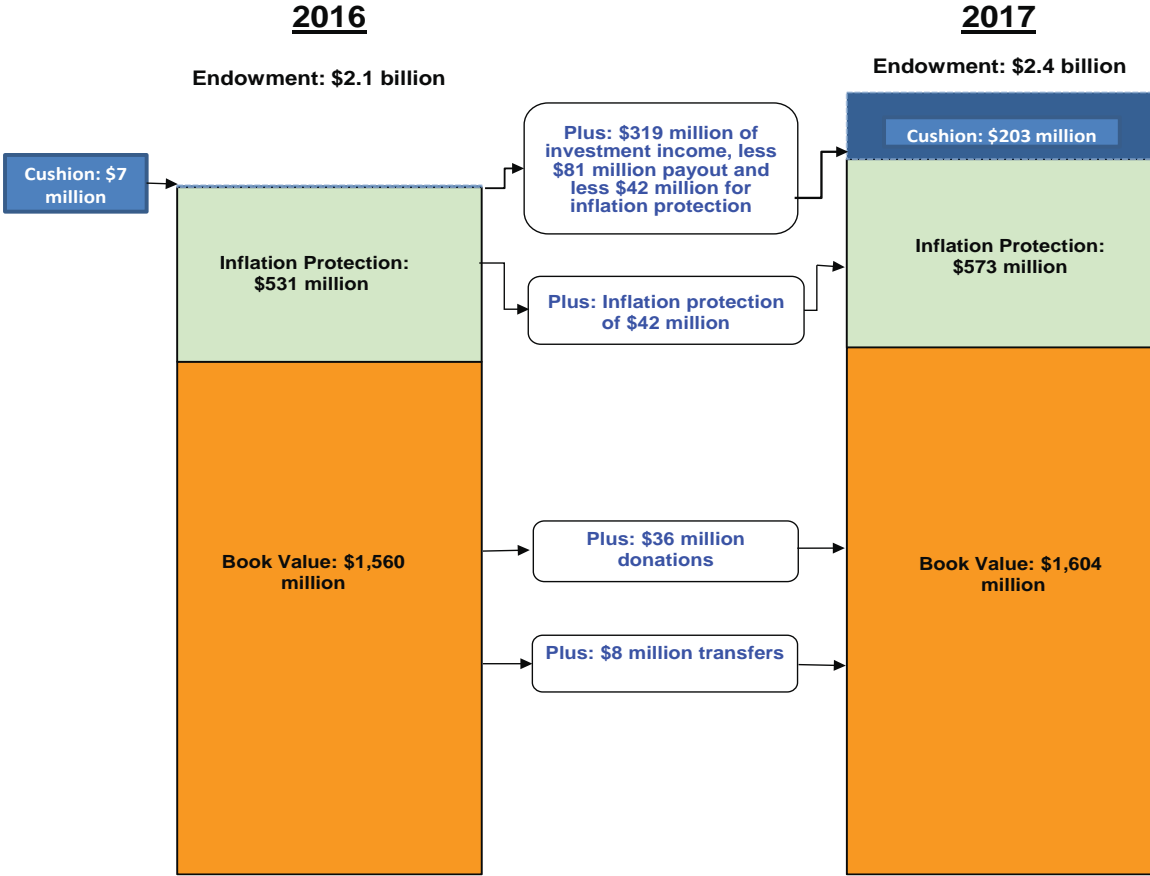 2016
2017
Endowment: $2.1 billion
Endowment: $2.4 billion
Cushion: $7
million
Plus: $319 million of
investment income, less
$81 million payout and
less $42 million for
inflation protection
Cushion: $203 million
Inflation Protection:
$531 million
Plus: Inflation protection
of $42 million
Inflation Protection:
$573 million
Book Value: $1,560
million
Plus: $36 million
donations
Plus: $8 million transfers
Book Value: $1,604
million